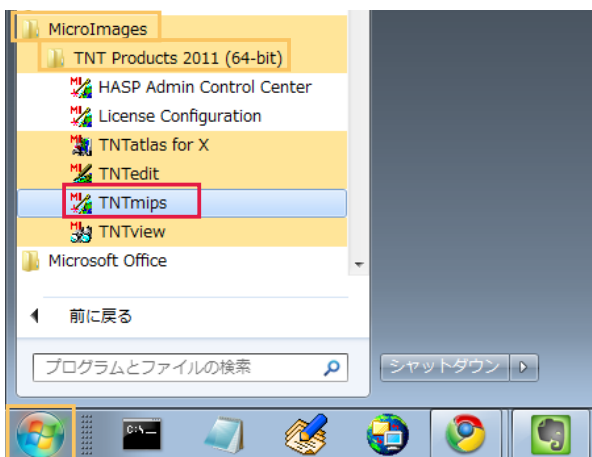 MicroImages
TNT Products 2011 (64-bit)
HASP Admin Control Center
License Configuration
TNTatlas for X
TNTedit
TNTmips
TNTview
Microsoft Office
前に戻る
プログラムとファイルの検索
シャットダウン
C:\_